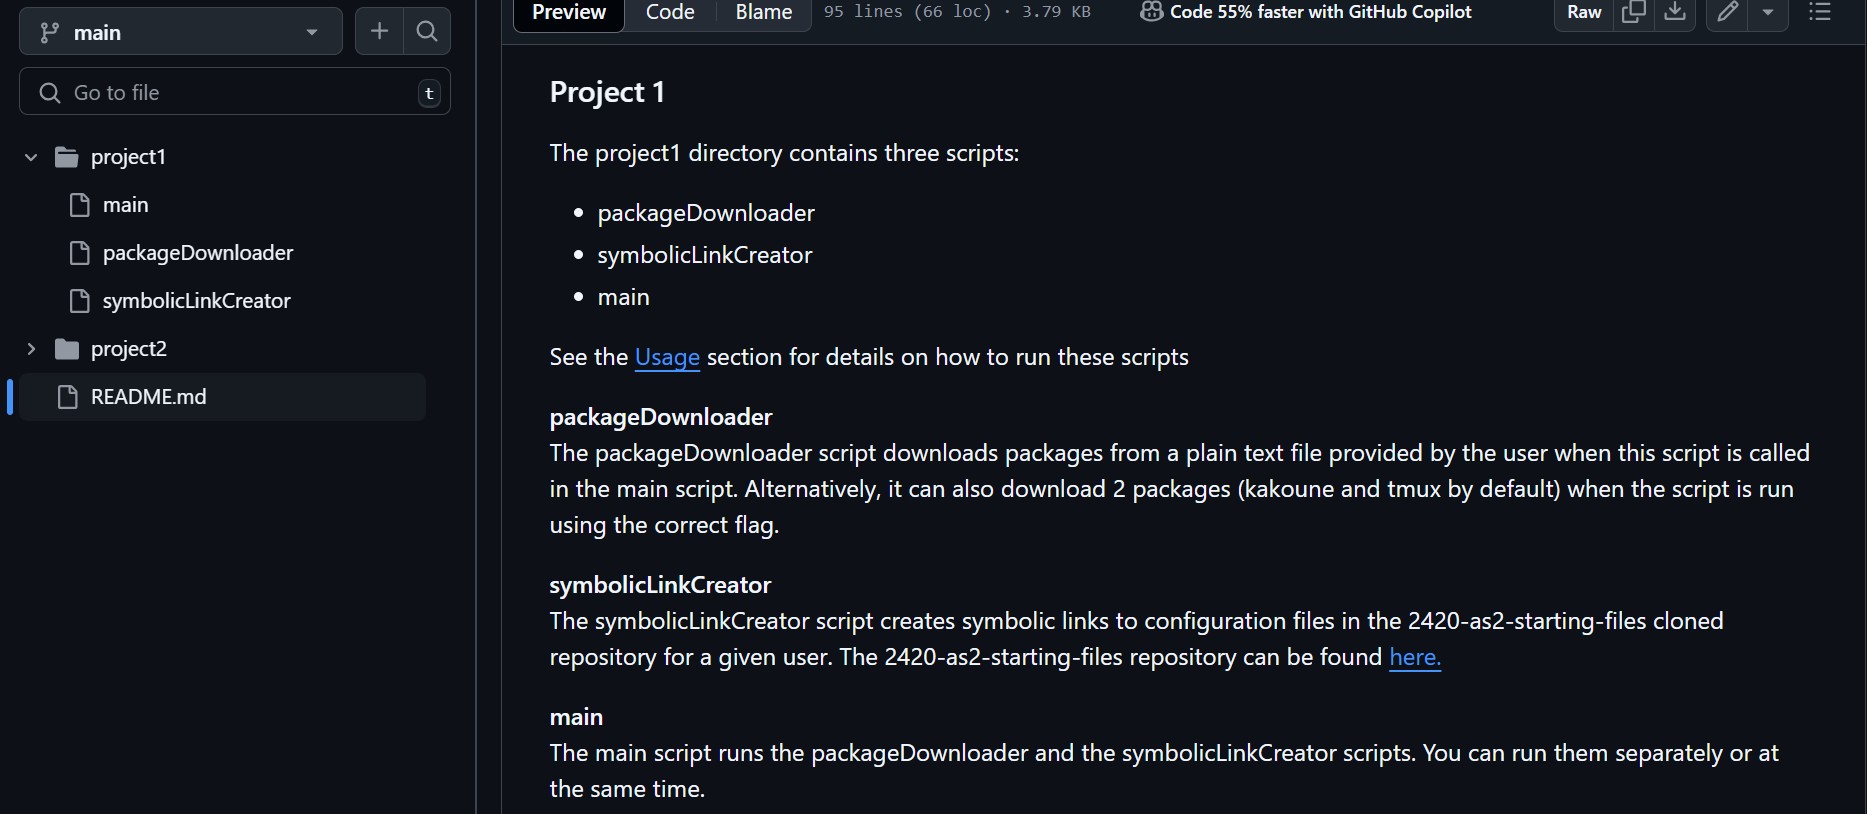 main
Go to file
t
project1
main
packageDownloader
symbolicLinkCreator
project2
README.md
Preview
Code
Blame
95 lines (66 loc) · 3.79 KB
Code 55% faster with GitHub Copilot
Raw
Project 1
The project1 directory contains three scripts:
• packageDownloader
• symbolicLinkCreator
• main
See the Usage section for details on how to run these scripts
packageDownloader
The packageDownloader script downloads packages from a plain text file provided by the user when this script is called
in the main script. Alternatively, it can also download 2 packages (kakoune and tmux by default) when the script is run
using the correct flag.
symbolicLinkCreator
The symbolicLinkCreator script creates symbolic links to configuration files in the 2420-as2-starting-files cloned
repository for a given user. The 2420-as2-starting-files repository can be found here.
main
The main script runs the packageDownloader and the symbolicLinkCreator scripts. You can run them separately or at
the same time.